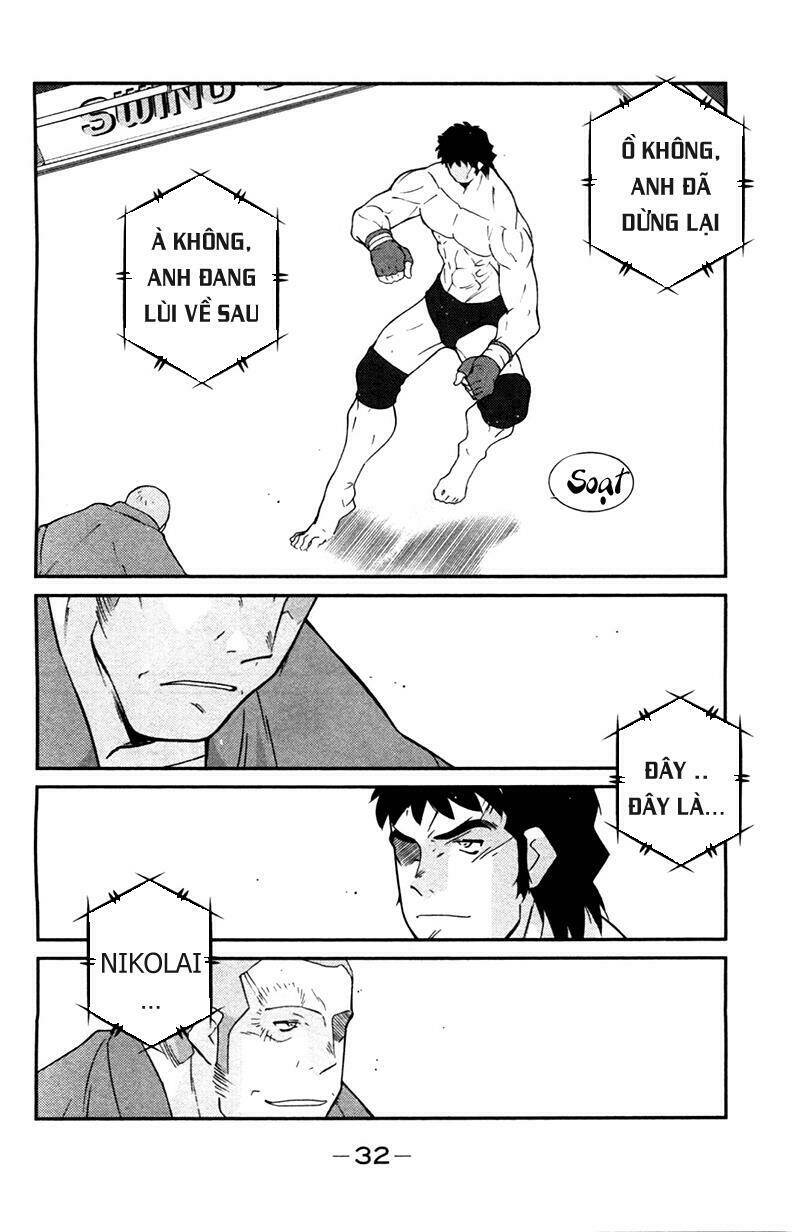 SWING
Ồ KHÔNG,
ANH ĐÃ
DỪNG LẠI
À KHÔNG,
ANH ĐANG
LÙI VỀ SAU
Soạt
ĐÂY ..
ĐÂY LÀ...
NIKOLAI
...
—32—